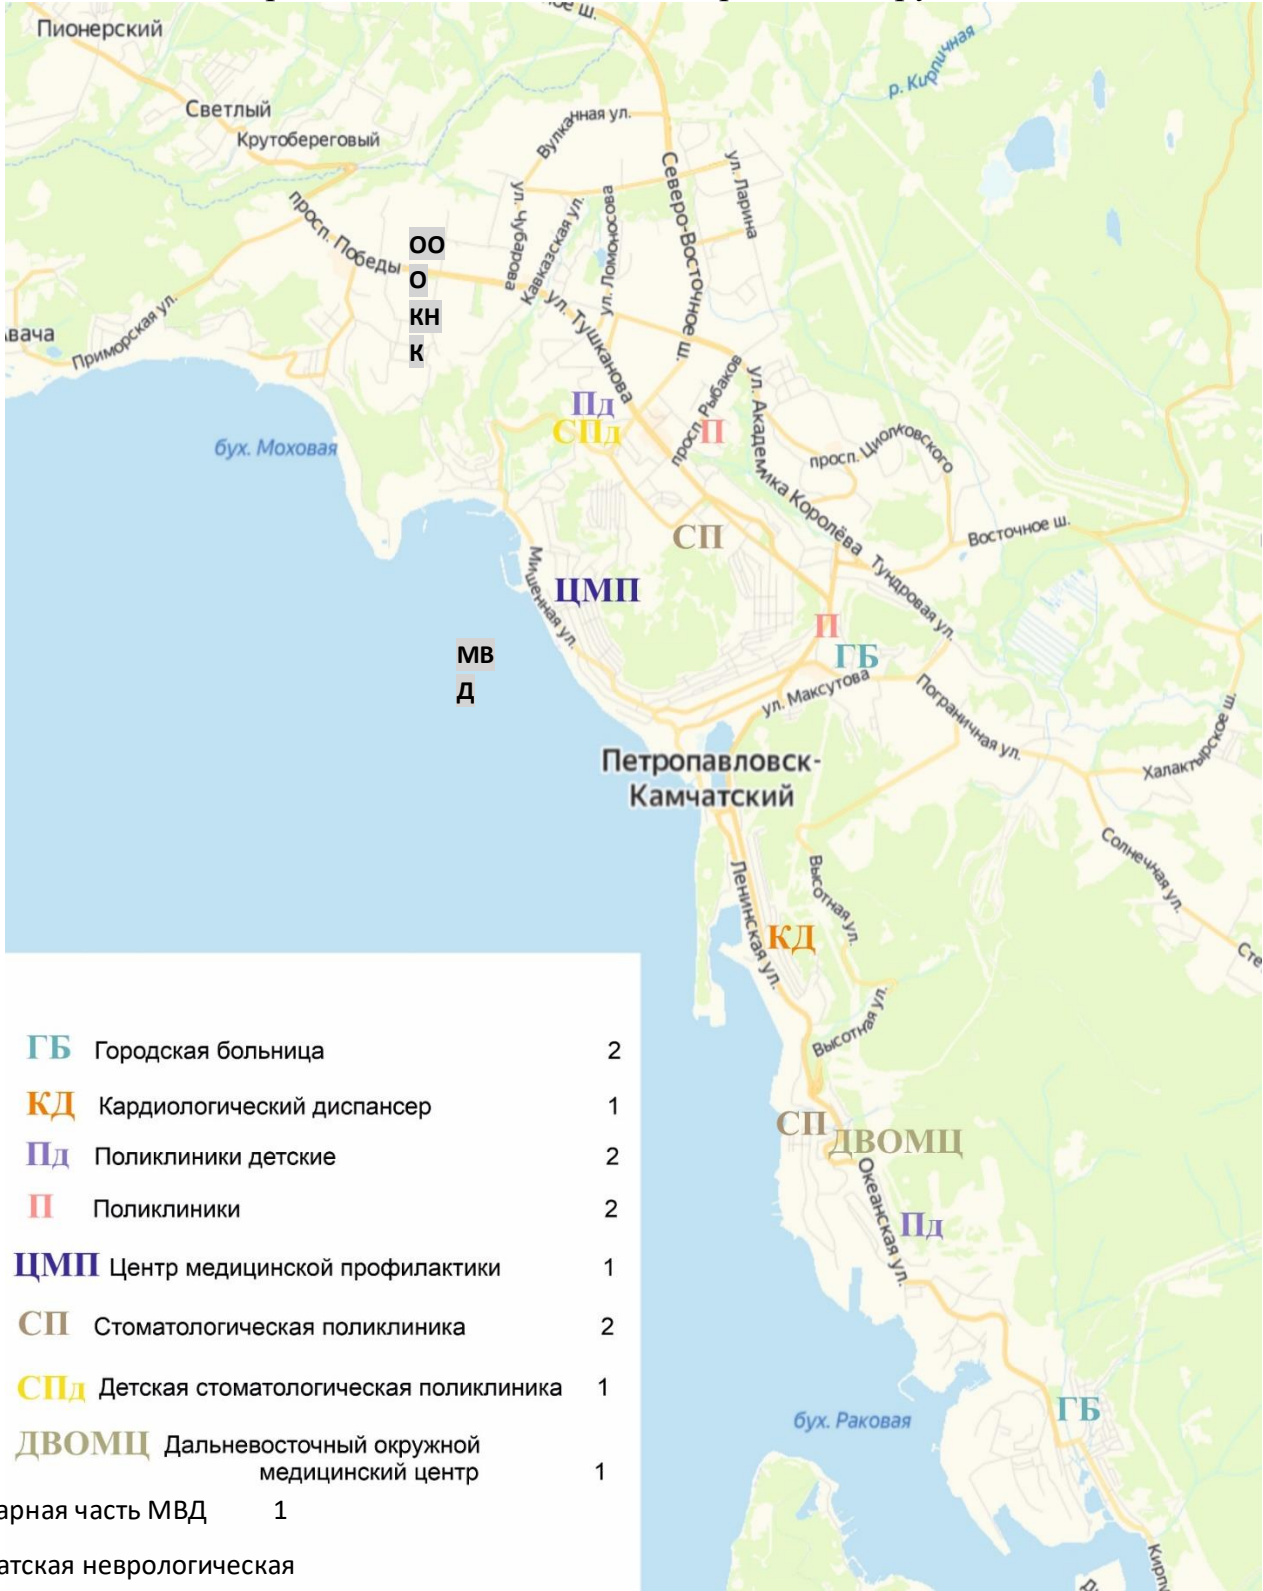 Пионерский
Светлый
Крутобереговый
р. Кирпичная
Вулканная ул.
ул. Ларина
Северо-Восточное ш.
ул. Чубарова
Кавказская ул.
ул. Ломоносова
просп. Победы
ОО
О
КН
К
Приморская ул.
ул. Тушканова
просп. Рыбаков
ул. Академика Королёва
Пд
СПд
П
просп. Циолковского
бух. Моховая
СП
Восточное ш.
Тундровая ул.
Мишенная ул.
ЦМП
П
ГБ
МВ
Д
ул. Максутова
Пограничная ул.
Халактырское ш.
Петропавловск-
Камчатский
Солнечная ул.
Ленинская ул.
Высотная ул.
КД
Высотная ул.
СП
ДВОМЦ
Океанская ул.
Пд
ГБ
бух. Раковая
ГБ Городская больница 2
КД Кардиологический диспансер 1
Пд Поликлиники детские 2
П Поликлиники 2
ЦМП Центр медицинской профилактики 1
СП Стоматологическая поликлиника 2
СПд Детская стоматологическая поликлиника 1
ДВОМЦ Дальневосточный окружной
медицинский центр 1
арная часть МВД 1
атская неврологическая